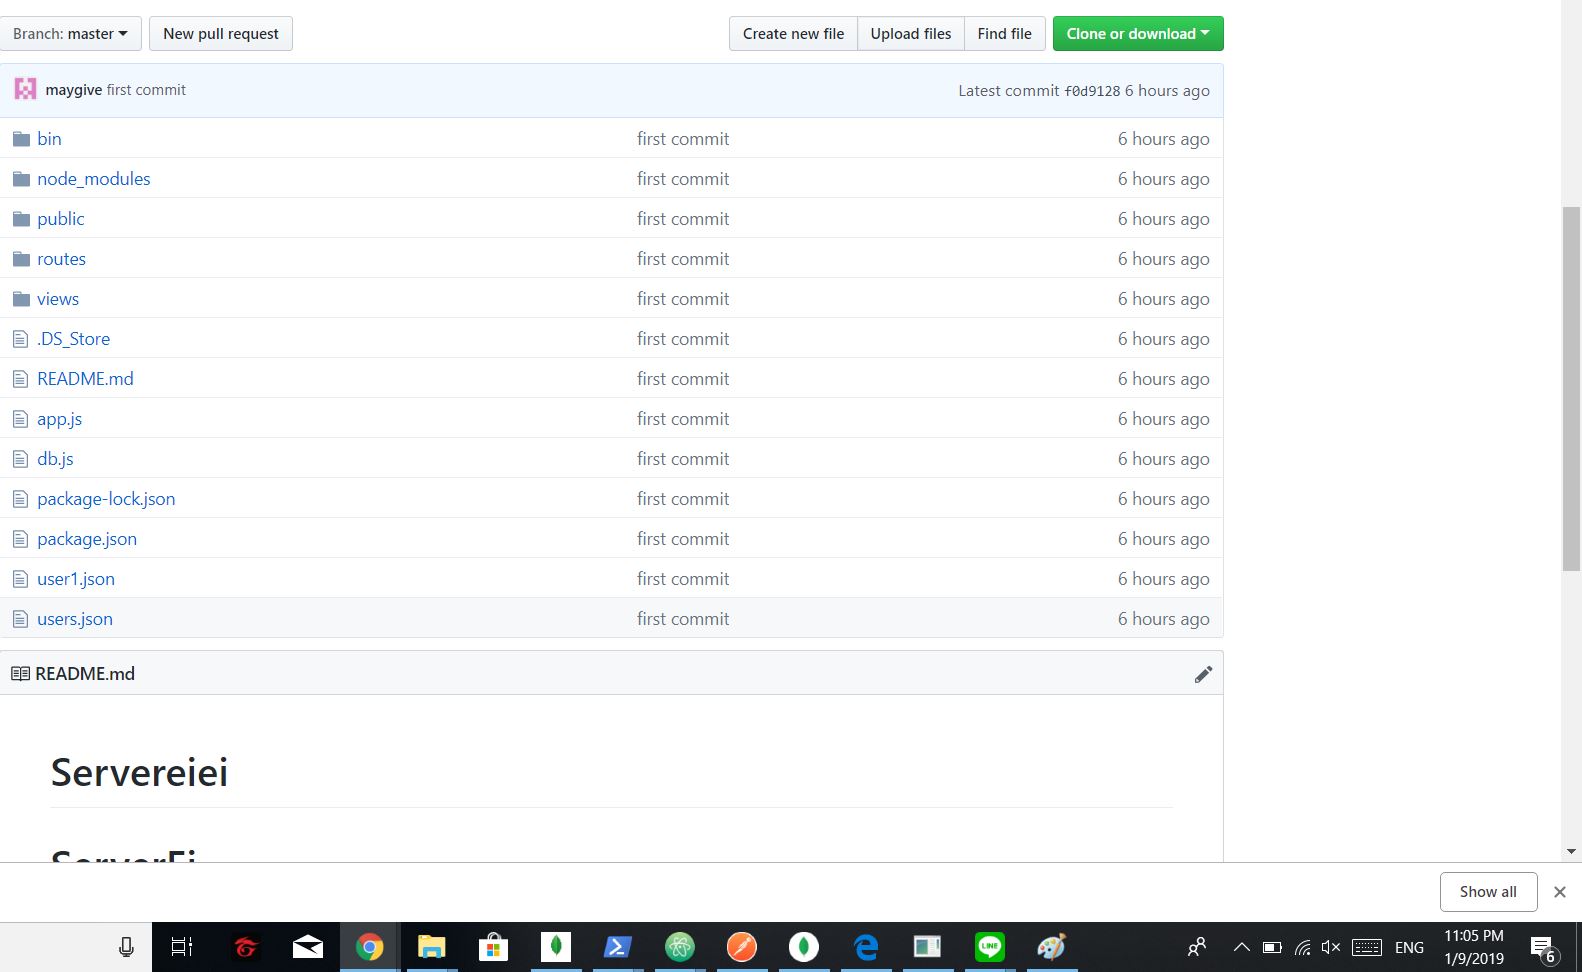 Branch: master New pull request Create new file Upload files Find file Clone or download
maygive first commit Latest commit f0d9128 6 hours ago
bin first commit 6 hours ago
node_modules first commit 6 hours ago
public first commit 6 hours ago
routes first commit 6 hours ago
views first commit 6 hours ago
.DS_Store first commit 6 hours ago
README.md first commit 6 hours ago
app.js first commit 6 hours ago
db.js first commit 6 hours ago
package-lock.json first commit 6 hours ago
package.json first commit 6 hours ago
user1.json first commit 6 hours ago
users.json first commit 6 hours ago
README.md
Servereiei
ServerEi
Show all
LINE ENG 11:05 PM
1/9/2019 6